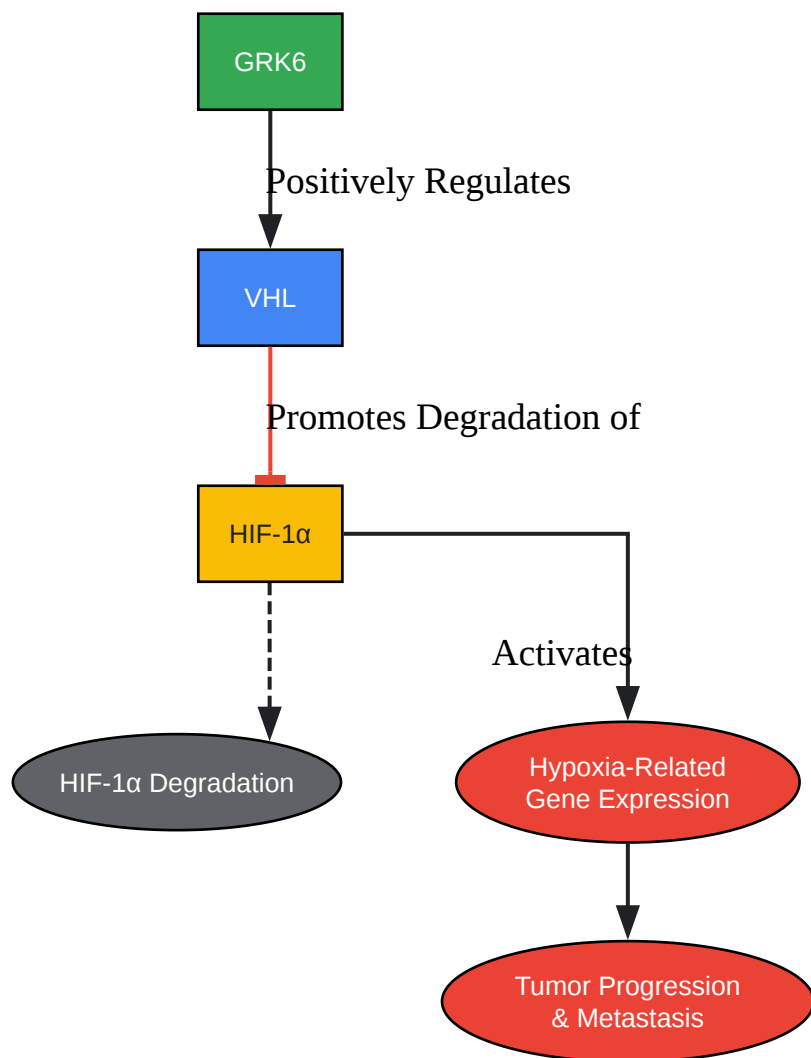 GRK6
Positively Regulates
VHL
Promotes Degradation of
HIF-1α
Activates
HIF-1α Degradation
Hypoxia-Related
Gene Expression
Tumor Progression
& Metastasis